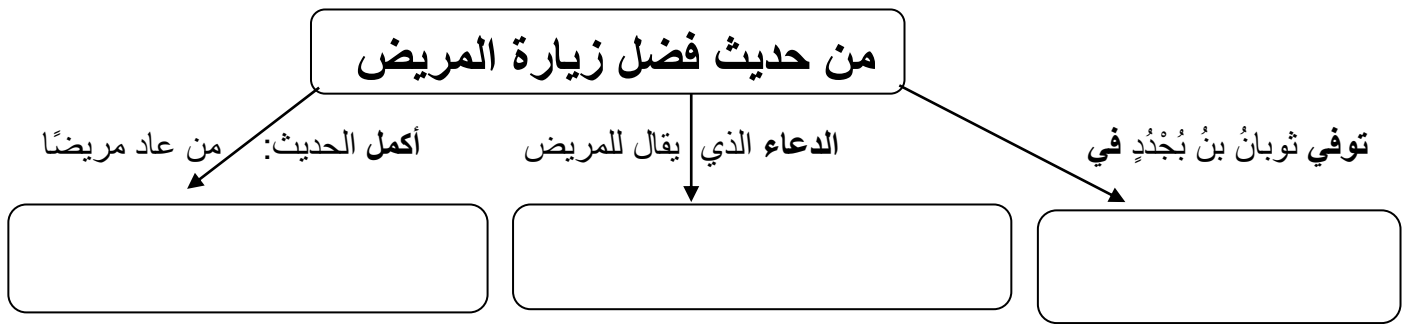 من حديث فضل زيارة المريض
توفي ثوبانُ بنُ بُجْدُدٍ في
الدعاء الذي يقال للمريض
أكمل الحديث: من عاد مريضًا